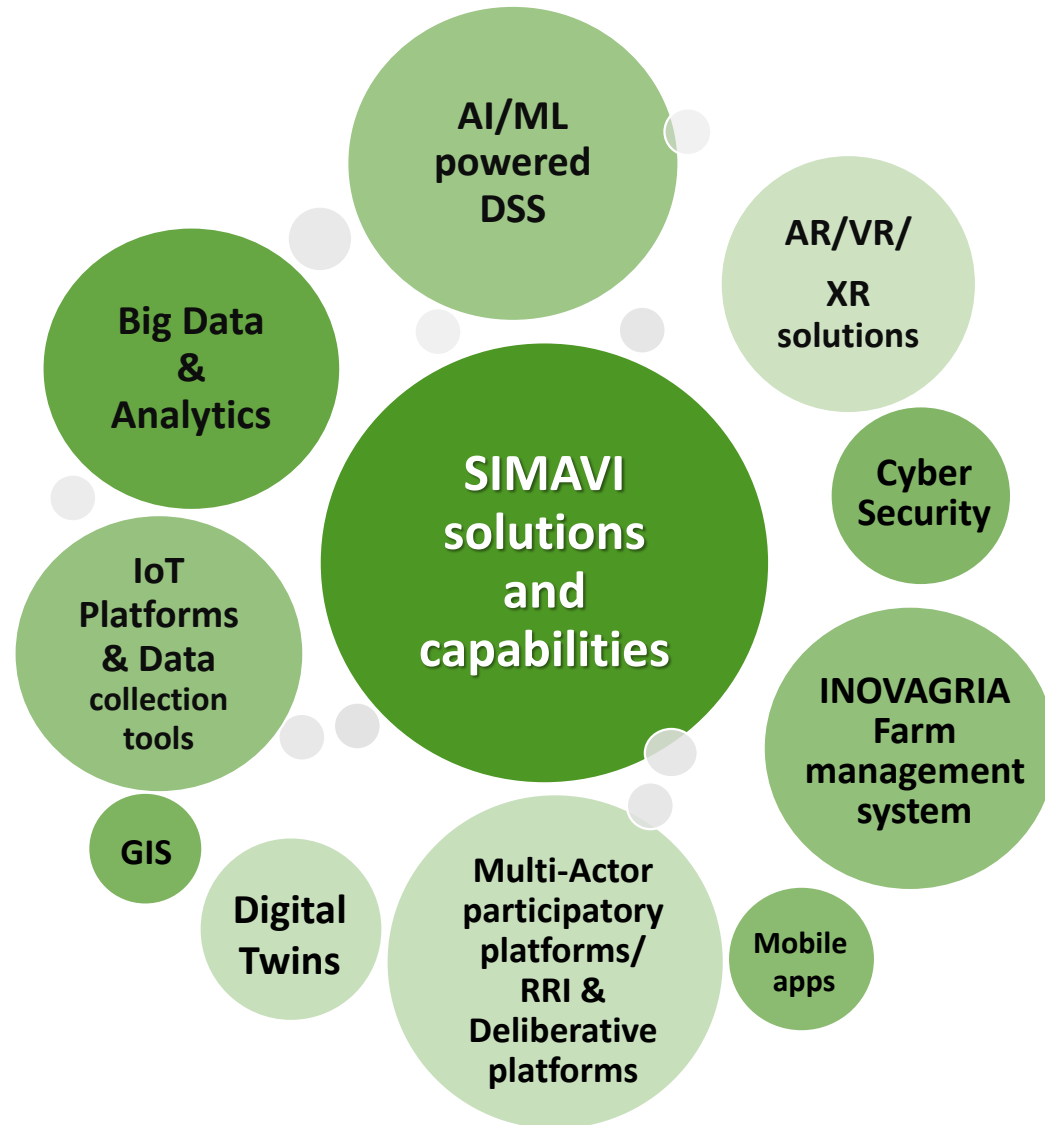 AI/ML
powered
DSS
AR/VR/
XR
solutions
Big Data
&
Analytics
SIMAVI
solutions
and
capabilities
Cyber
Security
IoT
Platforms
& Data
collection
tools
INOVAGRIA
Farm
management
system
GIS
Digital
Twins
Multi-Actor
participatory
platforms/
RRI &
Deliberative
platforms
Mobile
apps